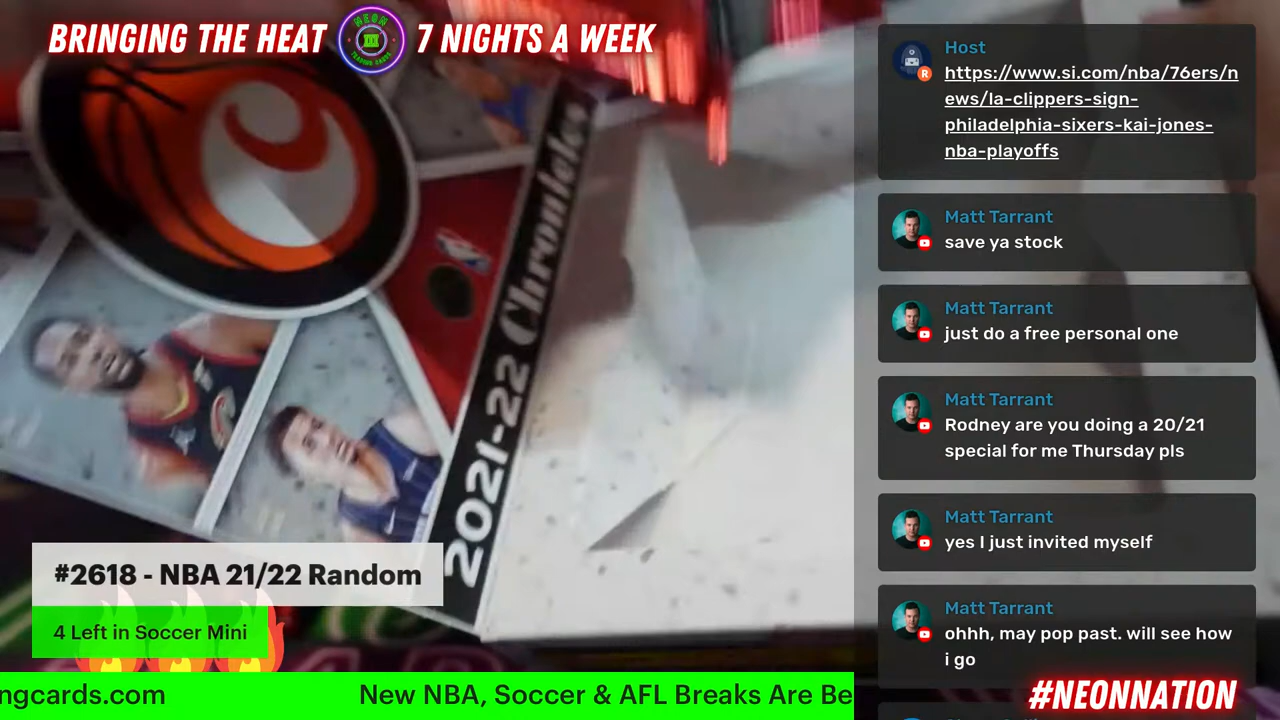 BRINGING THE HEAT
NEON
TRADING CARDS
7 NIGHTS A WEEK
2021-22 Chronicles
#2618 - NBA 21/22 Random
4 Left in Soccer Mini
ngcards.com
New NBA, Soccer & AFL Breaks Are Be
Host
https://www.si.com/nba/76ers/n
ews/la-clippers-sign-
philadelphia-sixers-kai-jones-
nba-playoffs
Matt Tarrant
save ya stock
Matt Tarrant
just do a free personal one
Matt Tarrant
Rodney are you doing a 20/21
special for me Thursday pls
Matt Tarrant
yes I just invited myself
Matt Tarrant
ohhh, may pop past. will see how
i go
#NEONNATION